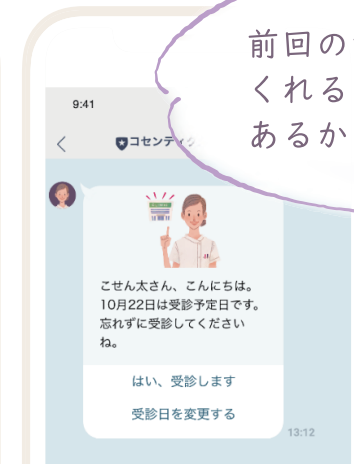 前回の
くれる
あるか
9:41
コセンティ
こせん太さん、こんにちは。
10月22日は受診予定日です。
忘れずに受診してください
ね。
はい、受診します
受診日を変更する
13:12